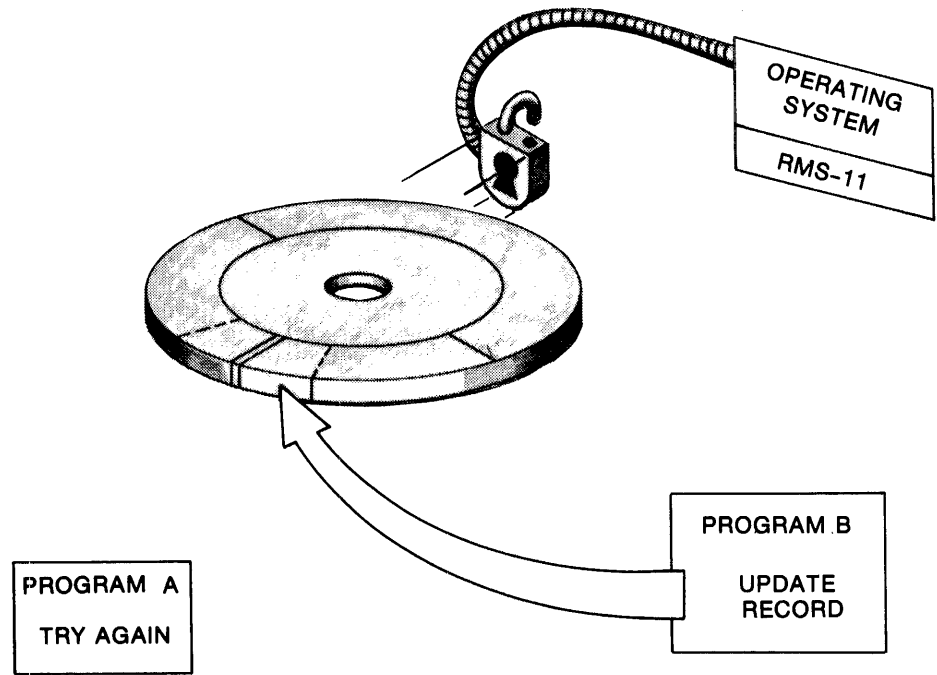 OPERATING
SYSTEM
RMS-11
PROGRAM B
UPDATE
RECORD
PROGRAM A
TRY AGAIN